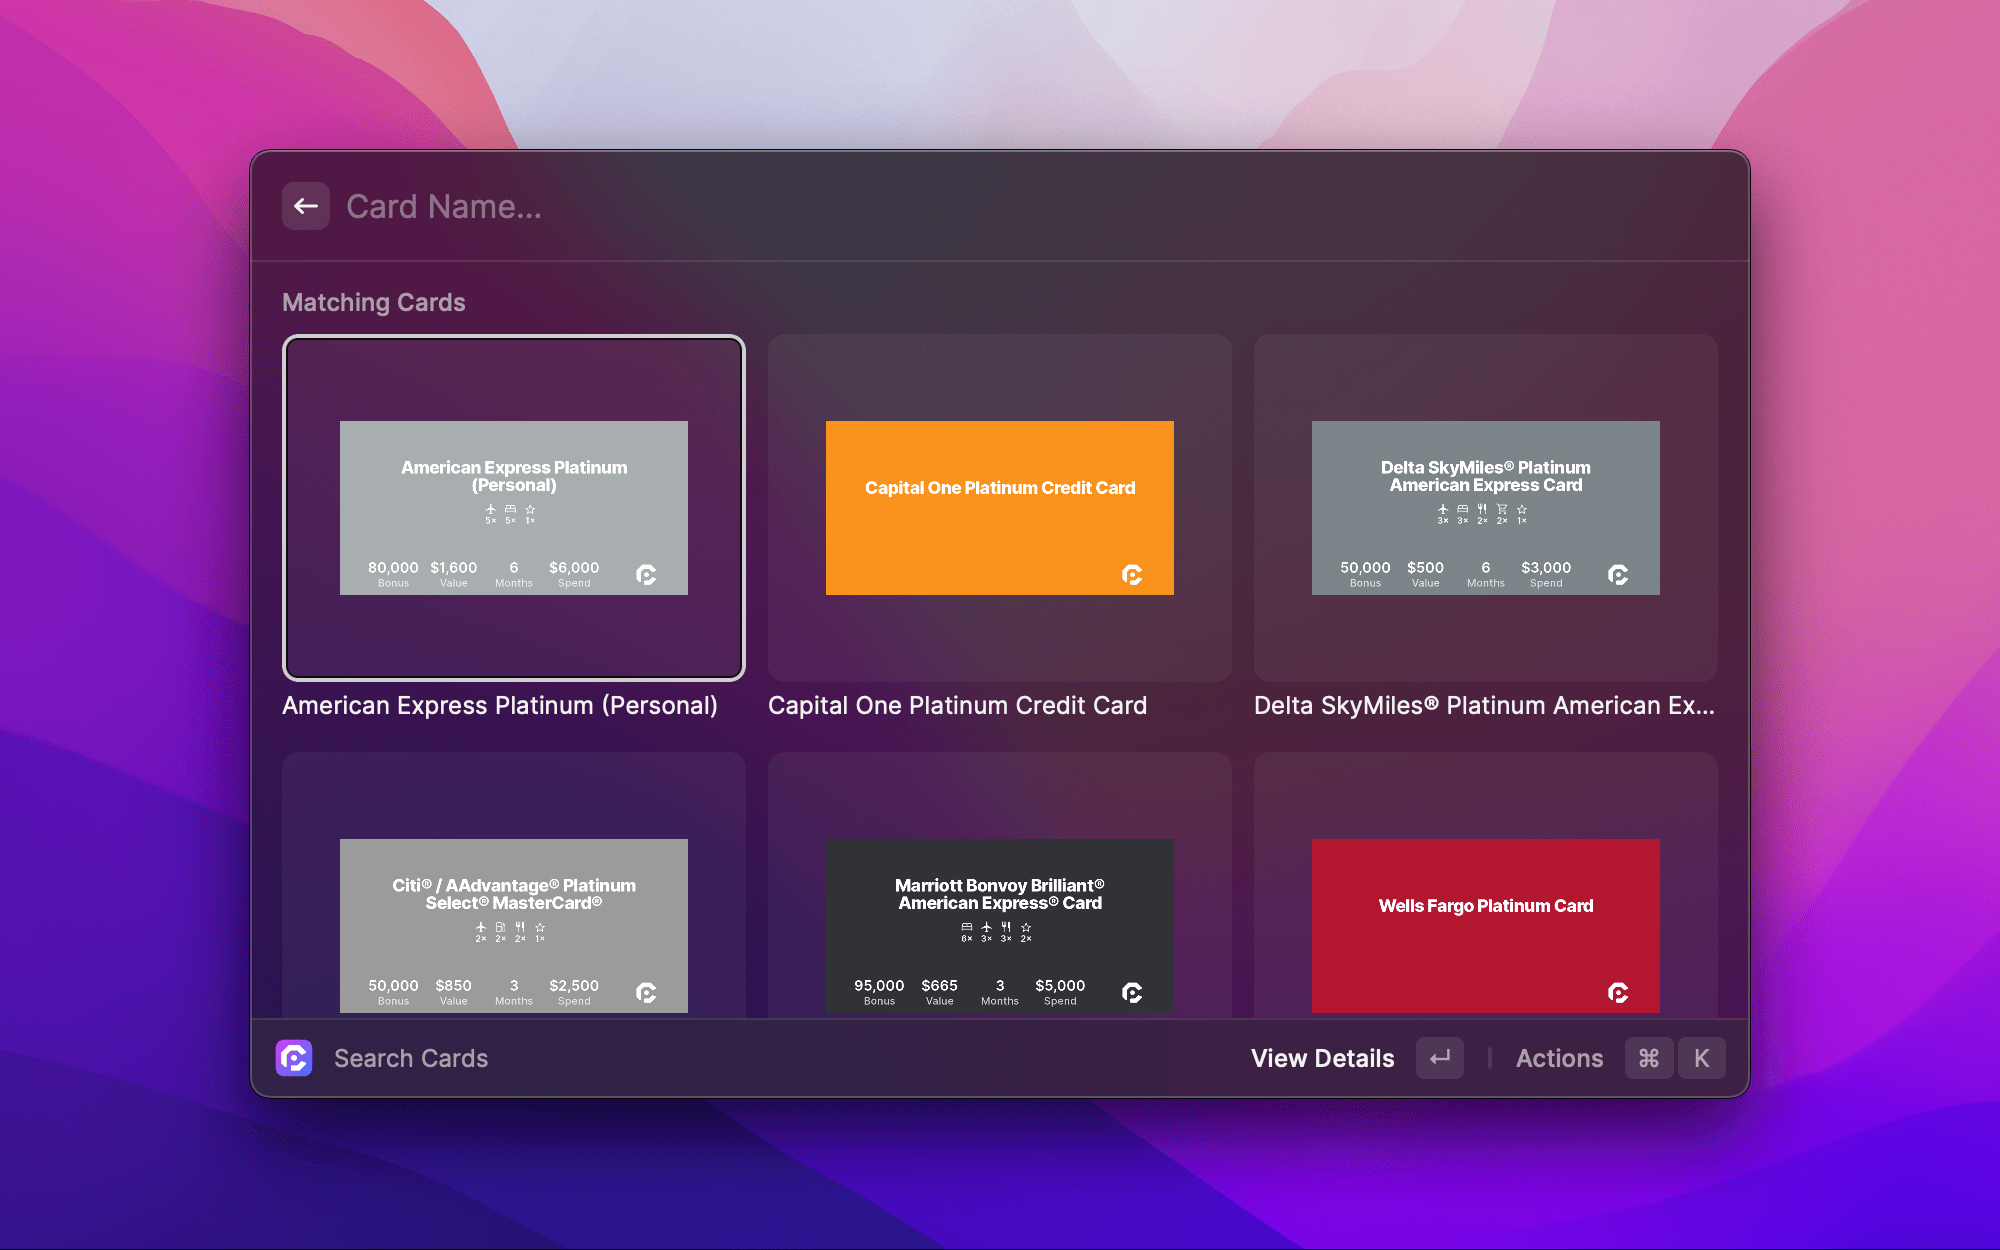 Card Name...
Matching Cards
American Express Platinum
(Personal)
5× 5× 1×
80,000 $1,600 6 $6,000
Bonus Value Months Spend
American Express Platinum (Personal)
Capital One Platinum Credit Card
Capital One Platinum Credit Card
Delta SkyMiles® Platinum
American Express Card
3× 3× 2× 2× 1×
50,000 $500 6 $3,000
Bonus Value Months Spend
Delta SkyMiles® Platinum American Ex...
Citi® / AAdvantage® Platinum
Select® MasterCard®
2× 2× 2× 1×
50,000 $850 3 $2,500
Bonus Value Months Spend
Marriott Bonvoy Brilliant®
American Express® Card
6× 3× 3× 2×
95,000 $665 3 $5,000
Bonus Value Months Spend
Wells Fargo Platinum Card
Search Cards
View Details
Actions ⌘ K